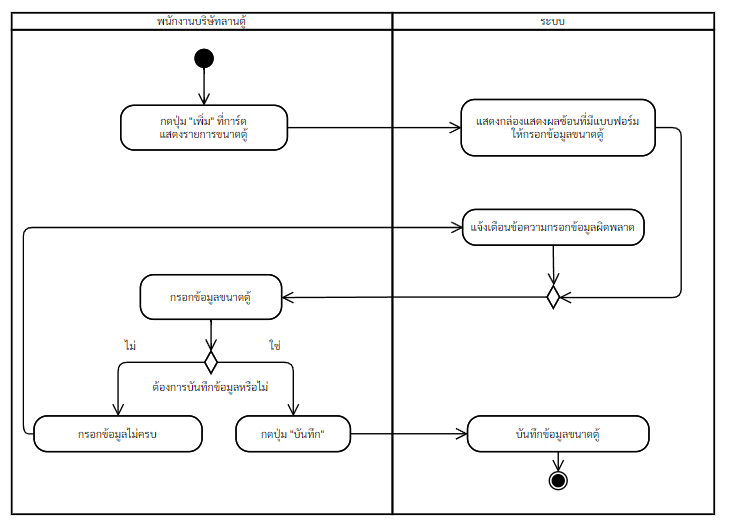 พนักงานบริษัทลานตู้
ระบบ
กดปุ่ม "เพิ่ม" ที่การ์ด
แสดงรายการขนาดตู้
แสดงกล่องแสดงผลซ้อนที่มีแบบฟอร์ม
ให้กรอกข้อมูลขนาดตู้
แจ้งเตือนข้อความกรอกข้อมูลผิดพลาด
กรอกข้อมูลขนาดตู้
ไม่
ใช่
ต้องการบันทึกข้อมูลหรือไม่
กรอกข้อมูลไม่ครบ
กดปุ่ม "บันทึก"
บันทึกข้อมูลขนาดตู้